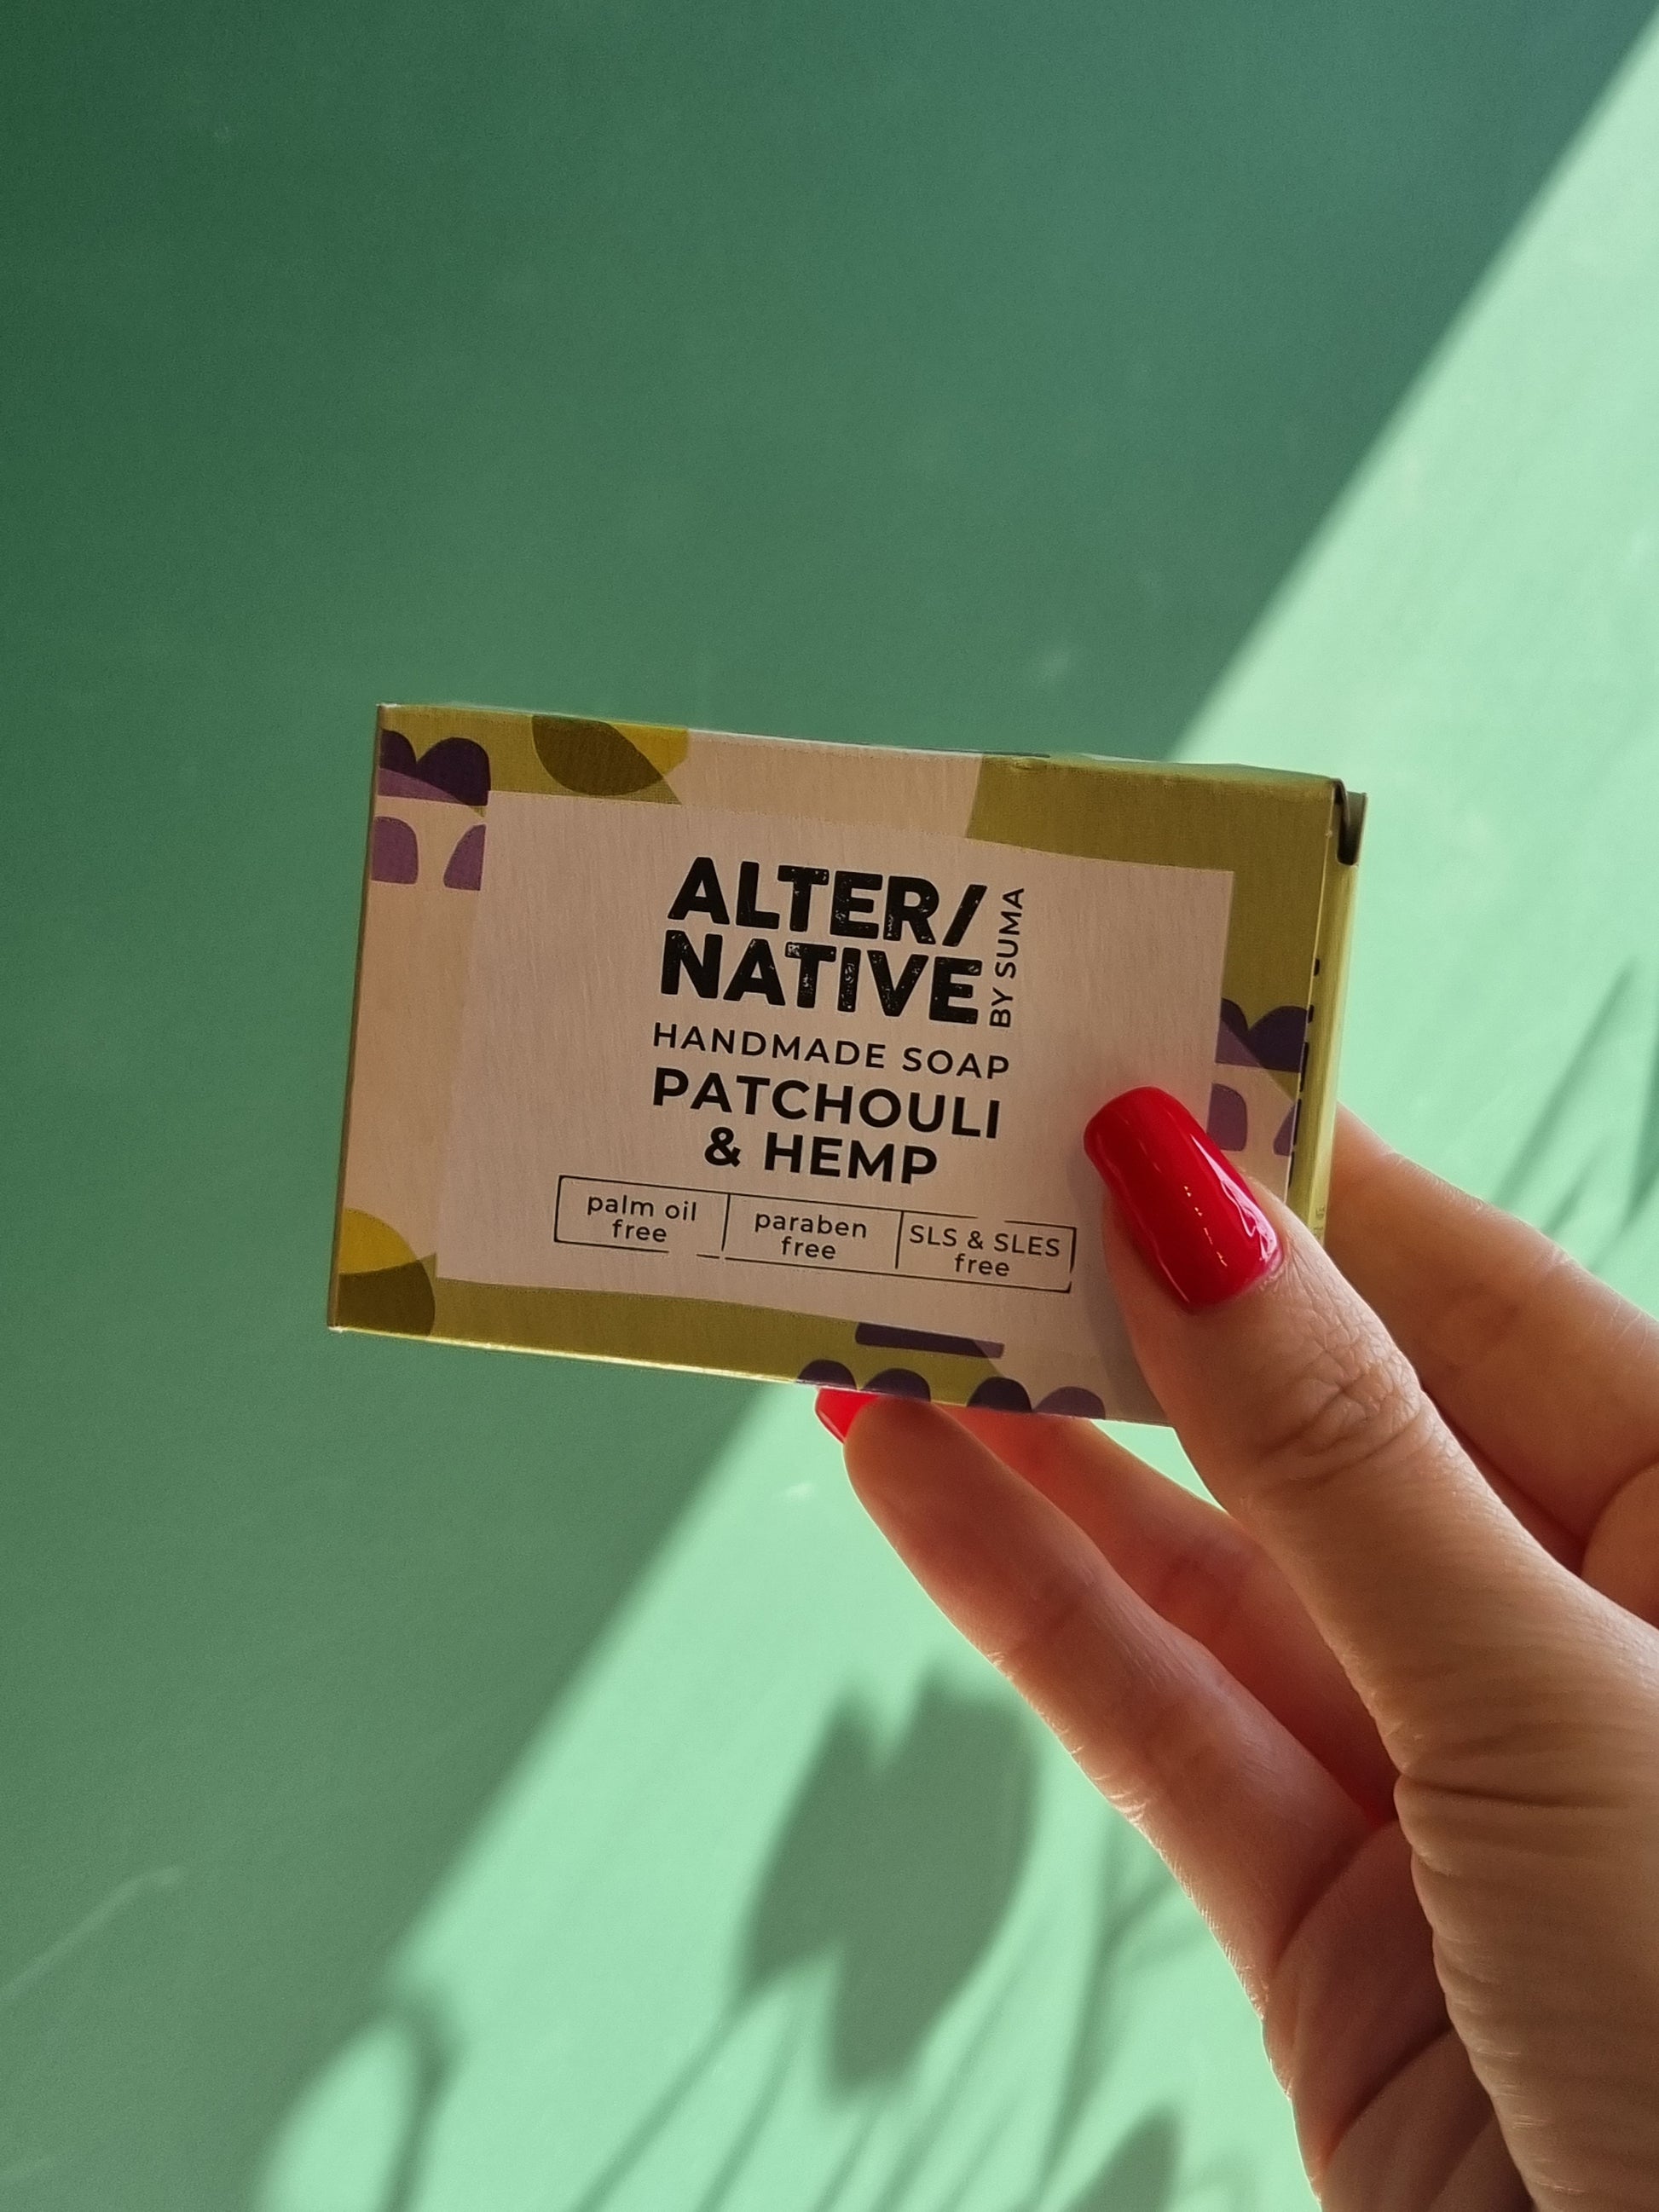 ALTER/
NATIVE
BY SUMA
HANDMADE SOAP
PATCHOULI
& HEMP
palm oil
free
paraben
free
SLS & SLES
free